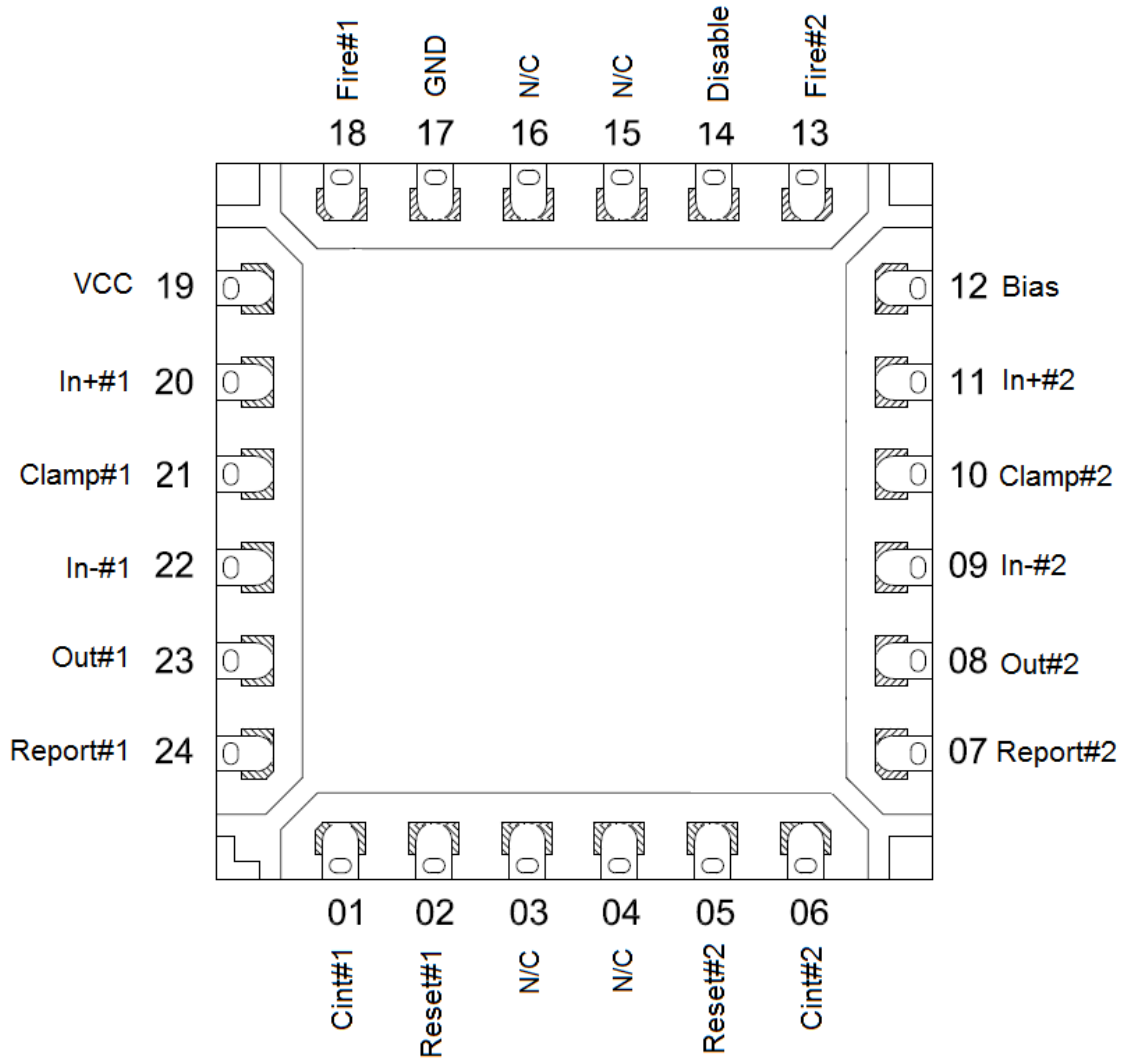 Fire#1
GND
N/C
N/C
Disable
Fire#2
18 17 16 15 14 13
VCC 19
12 Bias
In+#1 20
11 In+#2
Clamp#1 21
10 Clamp#2
In-#1 22
09 In-#2
Out#1 23
08 Out#2
Report#1 24
07 Report#2
01 02 03 04 05 06
Cint#1
Reset#1
N/C
N/C
Reset#2
Cint#2